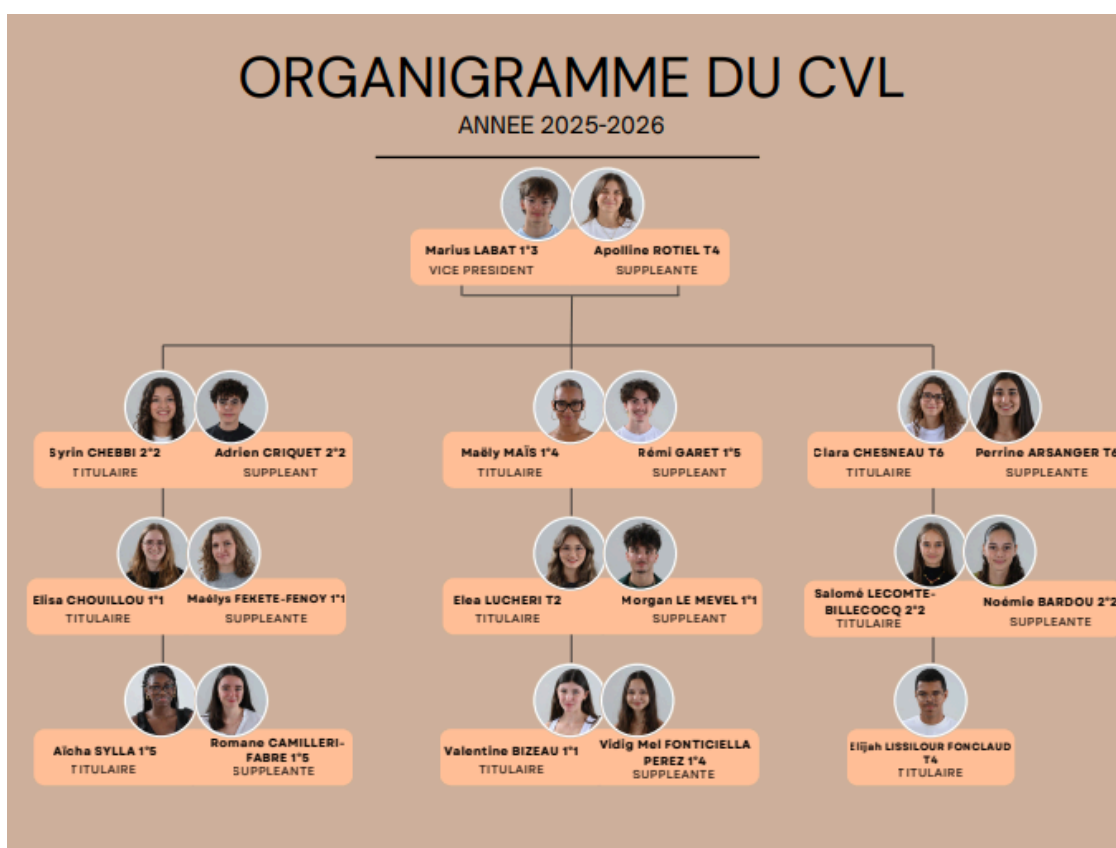 ORGANIGRAMME DU CVL
ANNEE 2025-2026
Marius LABAT 1°3
VICE PRESIDENT
Apolline ROTIEL T4
SUPPLEANTE
Syrin CHEBBI 2°2
TITULAIRE
Adrien CRIQUET 2°2
SUPPLEANT
Maëly MAÏS 1°4
TITULAIRE
Rémi GARET 1°5
SUPPLEANT
Clara CHESNEAU T6
TITULAIRE
Perrine ARSANGER T6
SUPPLEANTE
Elisa CHOUILLOU 1°1
TITULAIRE
Maëlys FEKETE-FENOY 1°1
SUPPLEANTE
Elea LUCHERI T2
TITULAIRE
Morgan LE MEVEL 1°1
SUPPLEANT
Salomé LECOMTE-
BILLECOCQ 2°2
TITULAIRE
Noémie BARDOU 2°2
SUPPLEANTE
Aïcha SYLLA 1°5
TITULAIRE
Romane CAMILLERI-
FABRE 1°5
SUPPLEANTE
Valentine BIZEAU 1°1
TITULAIRE
Vidig Mel FONTICIELLA
PEREZ 1°4
SUPPLEANTE
Elijah LISSILOUR FONCLAUD
T4
TITULAIRE